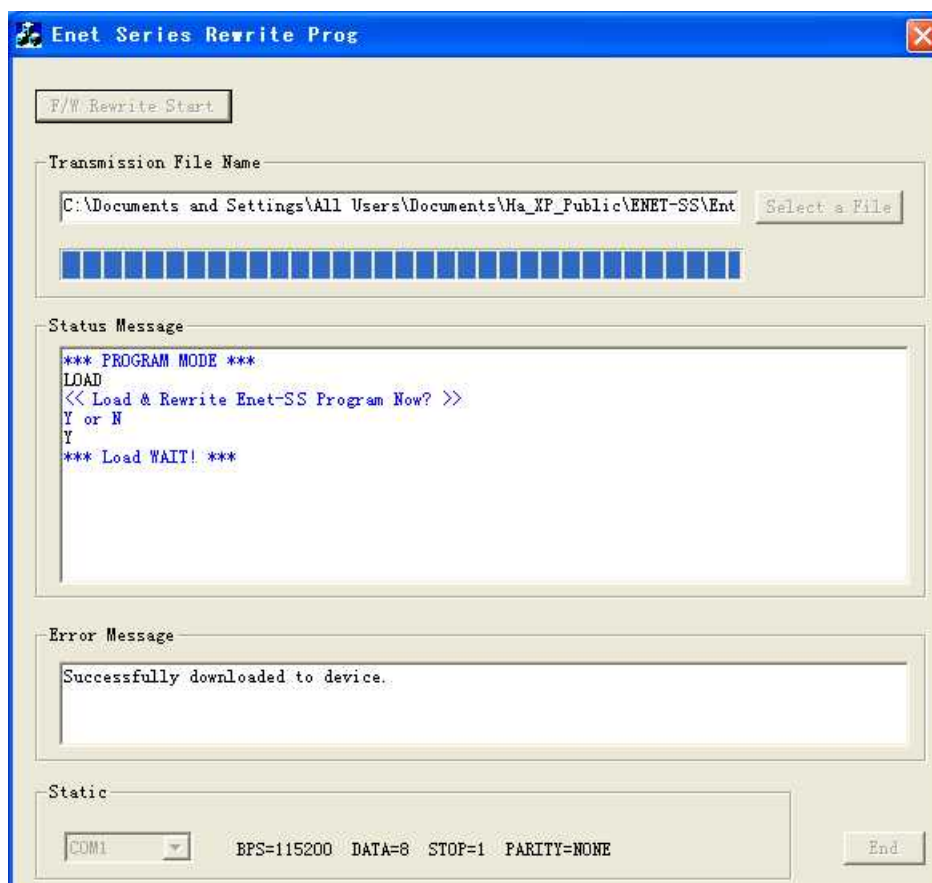 Enet Series Rewrite Prog
F/W Rewrite Start
Transmission File Name
C:\Documents and Settings\All Users\Documents\Ha_XP_Public\ENET-SS\Ent
Select a File
Status Message
*** PROGRAM MODE ***
LOAD
<< Load & Rewrite Enet-SS Program Now? >>
Y or N
Y
*** Load WAIT! ***
Error Message
Successfully downloaded to device.
Static
COM1
BPS=115200 DATA=8 STOP=1 PARITY=NONE
End